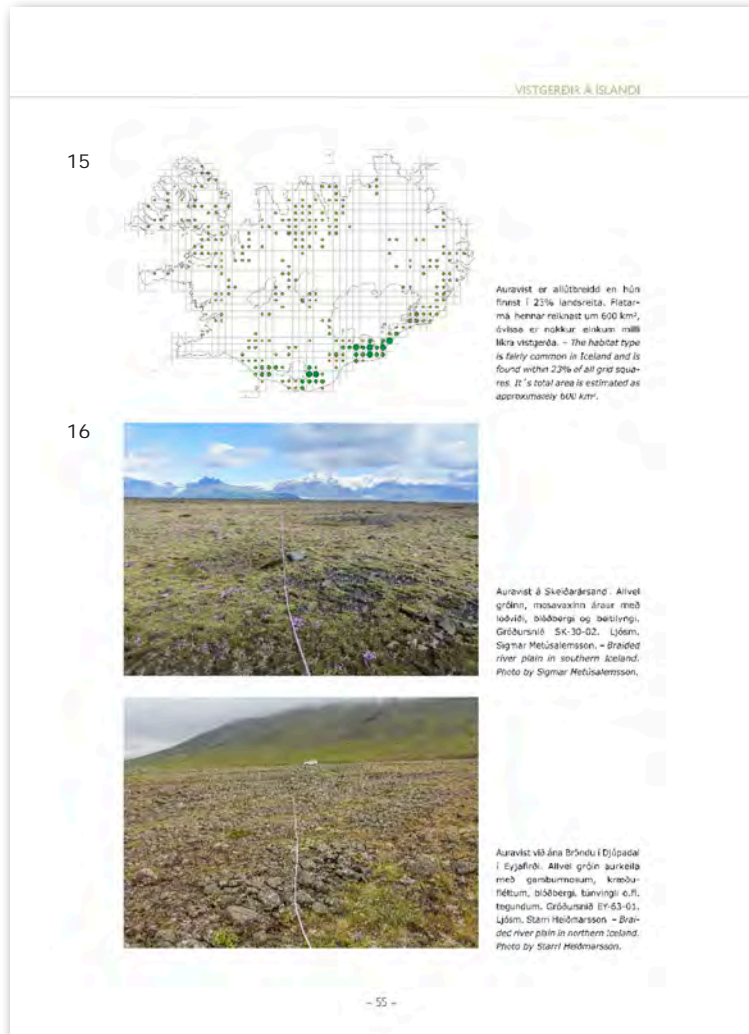 VISTGERÐIR Á ÍSLANDI
15
Auravist er allútbreidd en hún
finnst í 23% landsreita. Flatar-
má hennar reiknast um 600 km²,
óvissa er nokkur einkum milli
líkra vistgerða. – The habitat type
is fairly common in Iceland and is
found within 23% of all grid squa-
res. It´s total area is estimated as
approximately 600 km².
16
Auravist á Skeiðarársand. Allvel
gróinn, mosavaxinn áraur með
loðvíði, blóðbergi og beitilyngi.
Gróðursnið SK-30-02. Ljósm.
Sigmar Metúsalemsson. – Braided
river plain in southern Iceland.
Photo by Sigmar Metúsalemsson.
Auravist við ána Bröndu í Djúpadal
í Eyjafirði. Allvel gróin aurkeila
með gamburmosum, kræðu-
fléttum, blóðbergi, túnvingli o.fl.
tegundum. Gróðursnið EY-63-01.
Ljósm. Starri Heiðmarsson – Brai-
ded river plain in northern Iceland.
Photo by Starri Heiðmarsson.
– 55 –